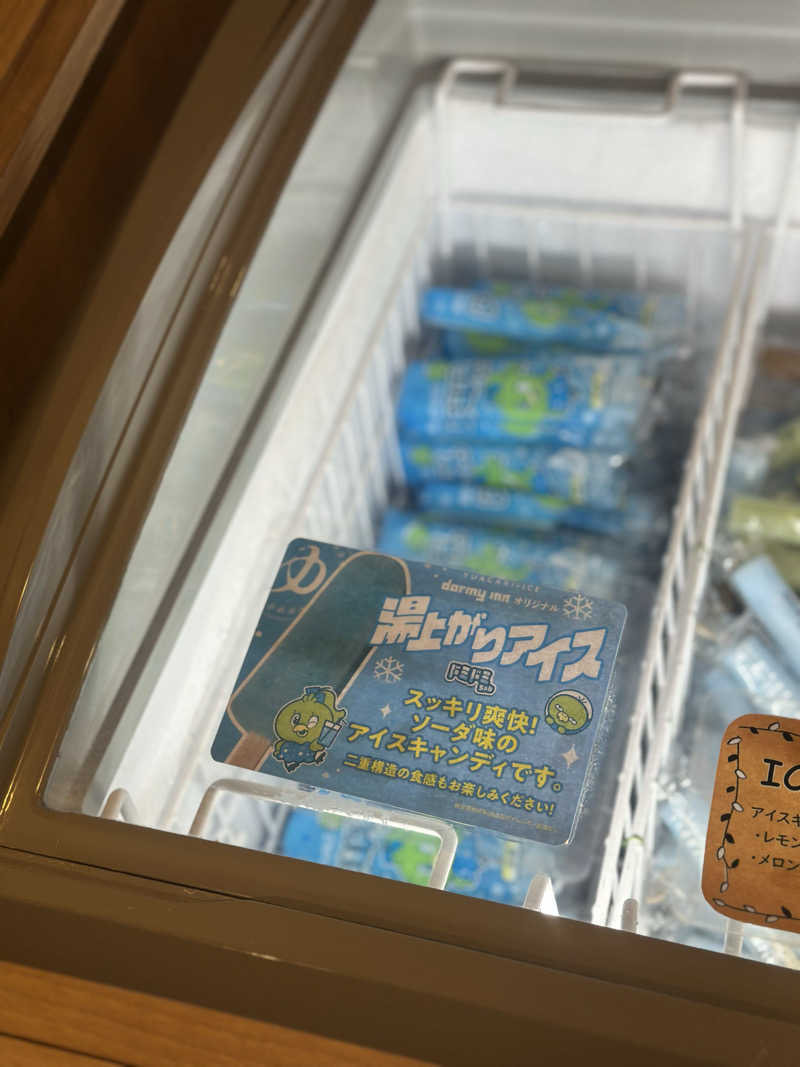 ゆ
YUAGARI ICE
dormy inn オリジナル
湯上がりアイス
スッキリ爽快!
ソーダ味の
アイスキャンディです。
二重構造の食感もお楽しみください!
アイスキ
・レモン
・メロン